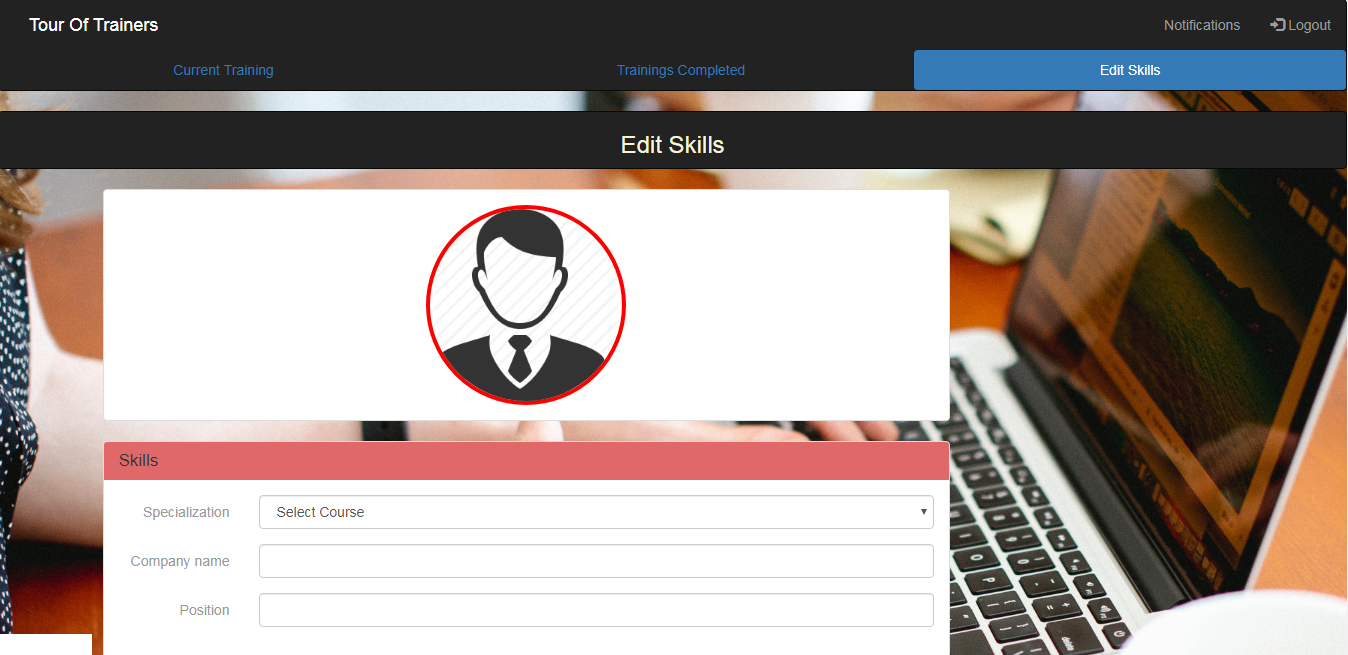 Tour Of Trainers
Notifications
Logout
Current Training
Trainings Completed
Edit Skills
Edit Skills
Skills
Specialization
Select Course
Company name
Position
delete